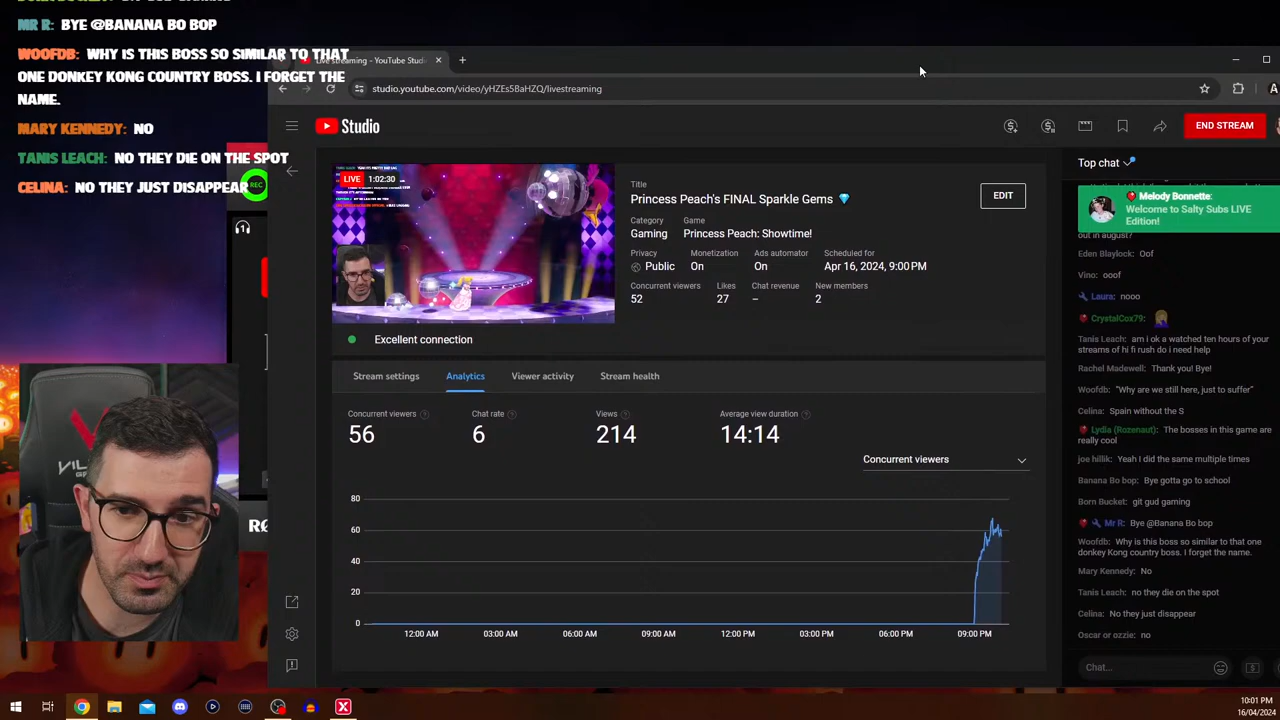 MR R: BYE @BANANA BO BOP
WOOFDB: WHY IS THIS BOSS SO SIMILAR TO THAT
ONE DONKEY KONG COUNTRY BOSS. I FORGET THE
NAME.
MARY KENNEDY: NO
TANIS LEACH: NO THEY DIE ON THE SPOT
CELINA: NO THEY JUST DISAPPEAR
REC
Live streaming - YouTube Stud
studio.youtube.com/video/yHZEs5BaHZQ/livestreaming
Studio
END STREAM
LIVE 1:02:30
Title
Princess Peach's FINAL Sparkle Gems 💎
EDIT
Category
Game
Gaming
Princess Peach: Showtime!
Privacy
Monetization
Ads automator
Scheduled for
Public
On
On
Apr 16, 2024, 9:00 PM
Concurrent viewers
Likes
Chat revenue
New members
52
27
–
2
Excellent connection
Stream settings
Analytics
Viewer activity
Stream health
Concurrent viewers
Chat rate
Views
Average view duration
56
6
214
14:14
Concurrent viewers
80
60
40
20
0
12:00 AM
03:00 AM
06:00 AM
09:00 AM
12:00 PM
03:00 PM
06:00 PM
09:00 PM
Top chat
Melody Bonnette:
Welcome to Salty Subs LIVE
Edition!
out in august?
Eden Blaylock: Oof
Vino: ooof
Laura: nooo
CrystalCox79:
Tanis Leach: am i ok a watched ten hours of your
streams of hi fi rush do i need help
Rachel Madewell: Thank you! Bye!
Woofdb: "Why are we still here, just to suffer"
Celina: Spain without the S
Lydia (Rozenaut): The bosses in this game are
really cool
joe hillik: Yeah I did the same multiple times
Banana Bo bop: Bye gotta go to school
Born Bucket: git gud gaming
Mr R: Bye @Banana Bo bop
Woofdb: Why is this boss so similar to that one
donkey Kong country boss. I forget the name.
Mary Kennedy: No
Tanis Leach: no they die on the spot
Celina: No they just disappear
Oscar or ozzie: no
Chat...
10:01 PM
16/04/2024